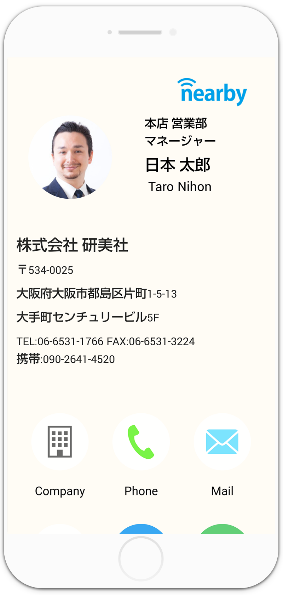 nearby
本店 営業部
マネージャー
日本 太郎
Taro Nihon
株式会社 研美社
〒534-0025
大阪府大阪市都島区片町1-5-13
大手町センチュリービル5F
TEL:06-6531-1766 FAX:06-6531-3224
携帯:090-2641-4520
Company Phone Mail